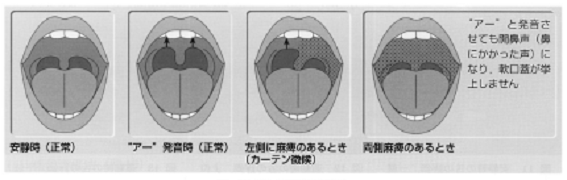 "アー"と発音さ
せても開鼻声（鼻
にかかった声）に
なり、軟口蓋が挙
上しません
安静時（正常）
"アー"発音時（正常）
左側に麻痺のあるとき
（カーテン徴候）
両側麻痺のあるとき